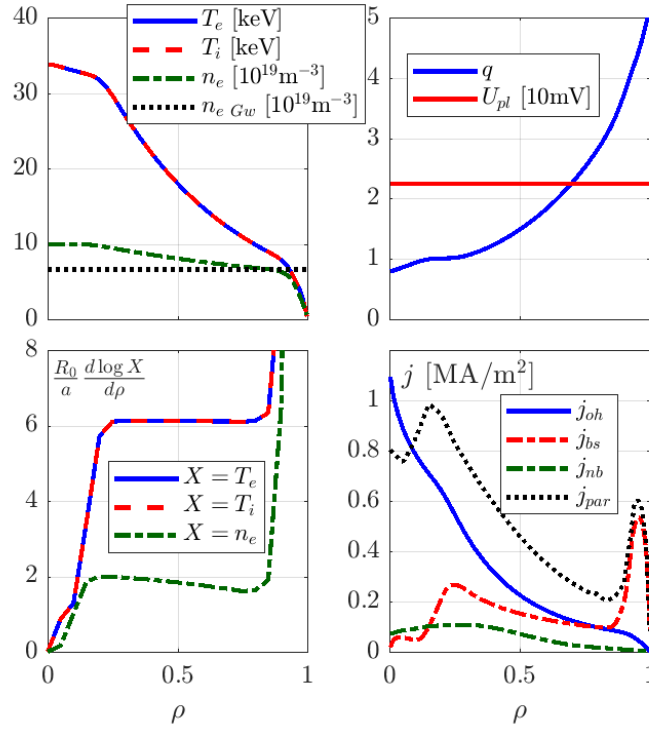 40
30
20
10
0
T_e [keV]
T_i [keV]
n_e [10^19 m^−3]
n_e Gw [10^19 m^−3]
5
4
3
2
1
0
q
U_pl [10mV]
8
6
4
2
0
R_0/a d log X/dρ
X = T_e
X = T_i
X = n_e
0 0.5 1
ρ
1.2
1
0.8
0.6
0.4
0.2
0
j [MA/m^2]
j_oh
j_bs
j_nb
j_par
0 0.5 1
ρ